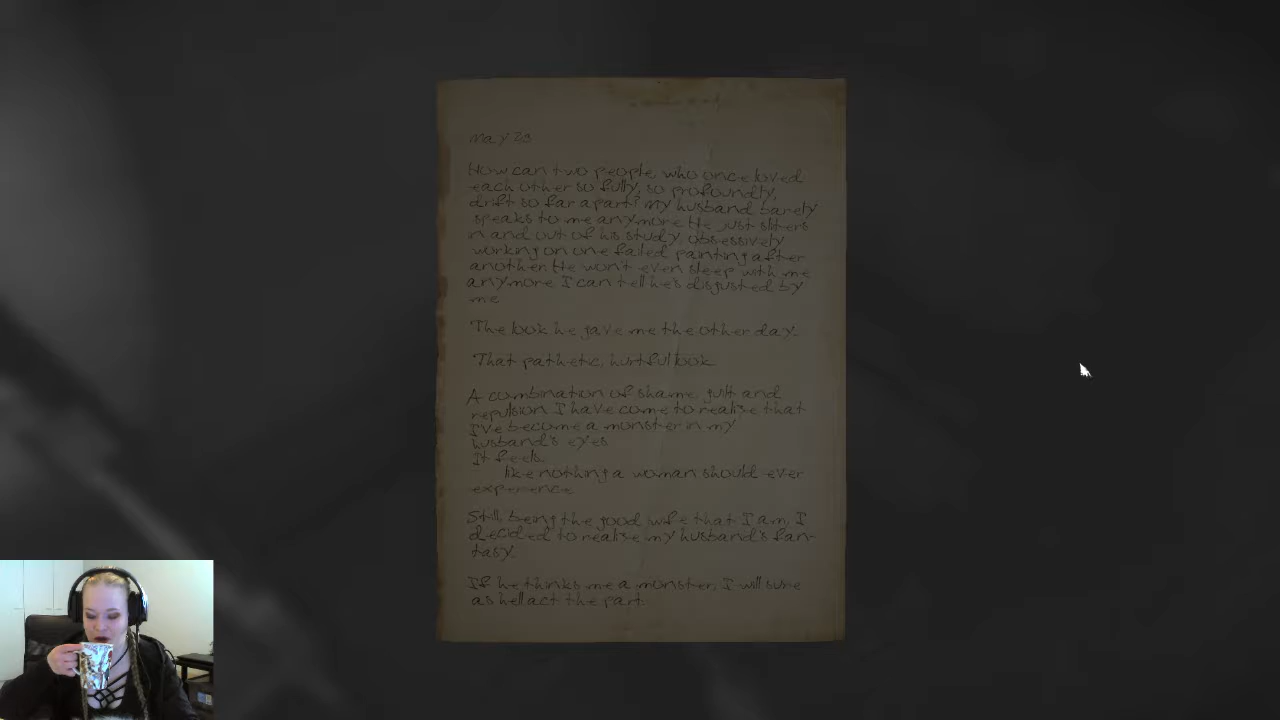 May 23
How can two people, who once loved
each other so fully, so profoundly,
drift so far apart? My husband barely
speaks to me anymore. He just slithers
in and out of his study, obsessively
working on one failed painting after
another. He won't even sleep with me
anymore. I can tell he's disgusted by
me
The look he gave me the other day.
That pathetic, hurtful look.
A combination of shame, guilt and
repulsion. I have come to realise that
I've become a monster in my
husband's eyes
It feels..
like nothing a woman should ever
experience
Still, being the good wife that I am, I
decided to realise my husband's fan-
tasy.
If he thinks me a monster, I will sure
as hell act the part.